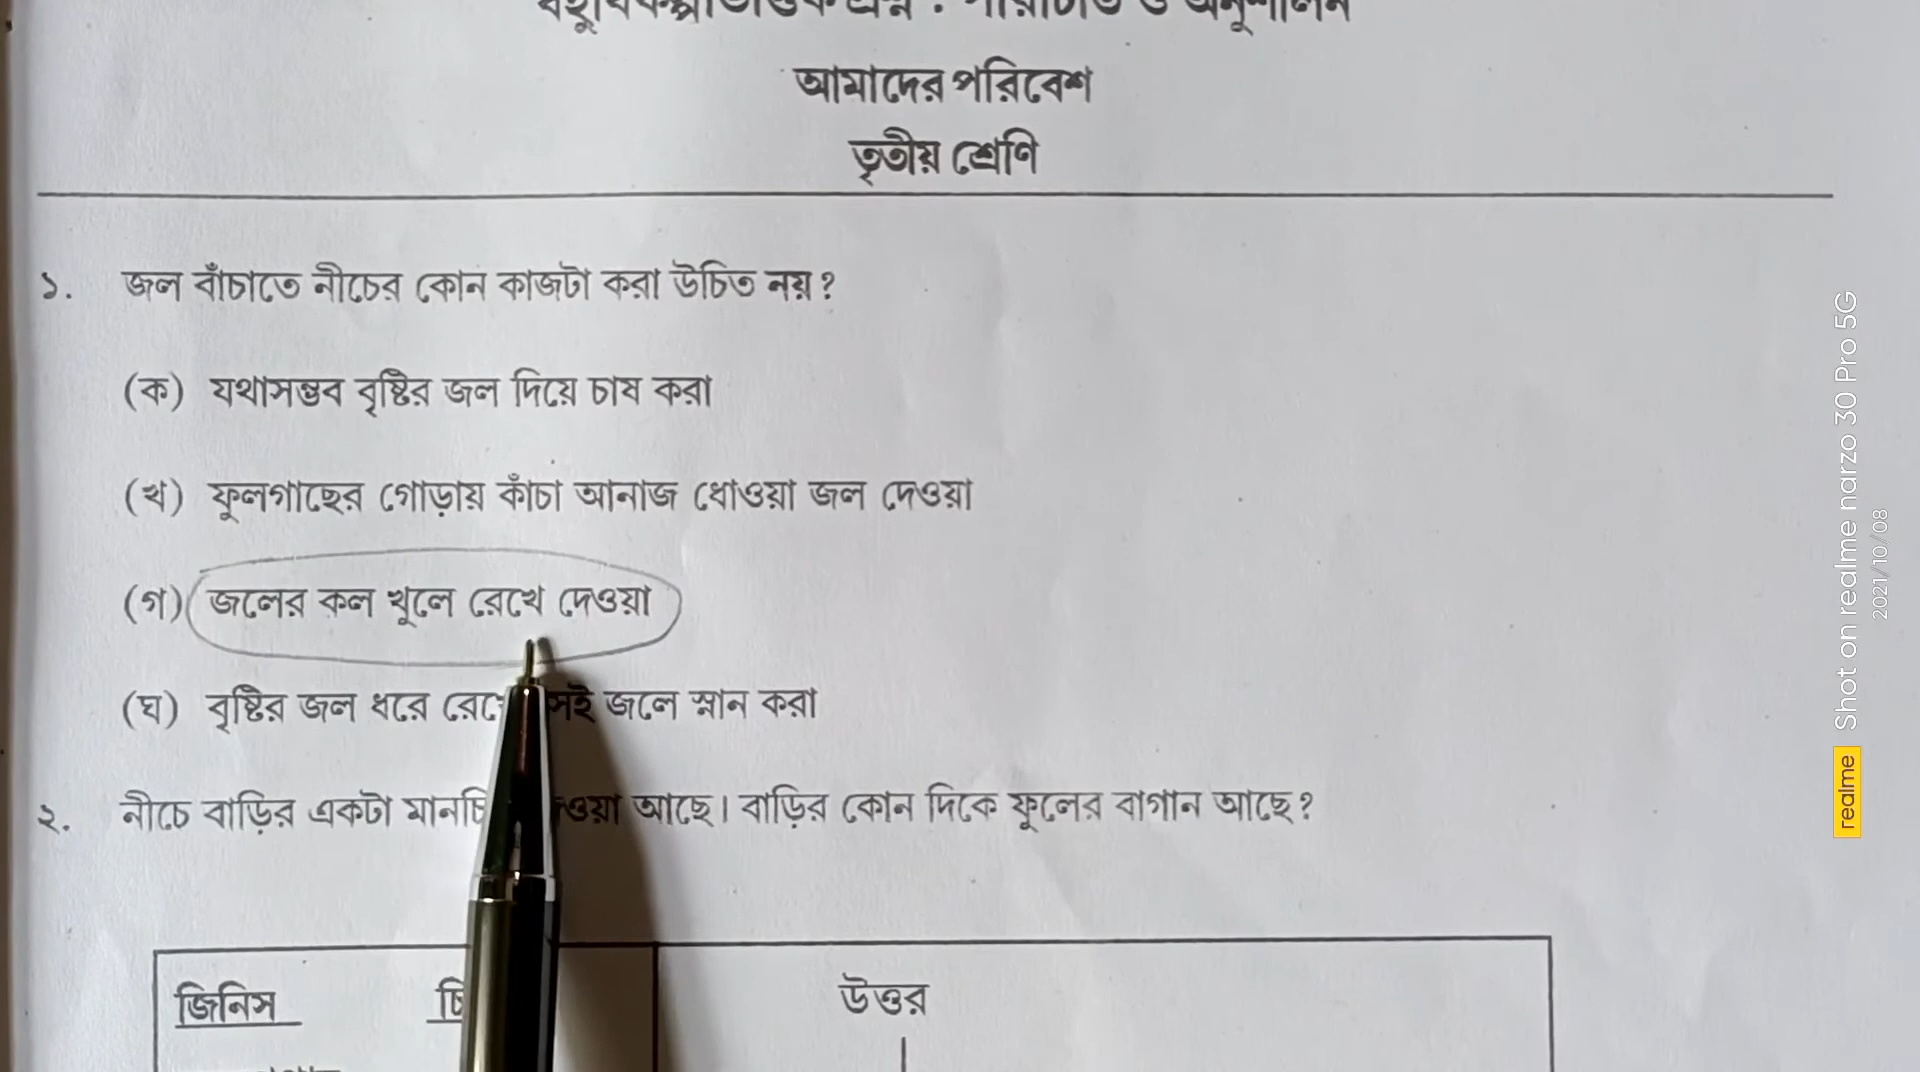 আমাদের পরিবেশ
তৃতীয় শ্রেণি
১. জল বাঁচাতে নীচের কোন কাজটা করা উচিত নয়?
(ক) যথাসম্ভব বৃষ্টির জল দিয়ে চাষ করা
(খ) ফুলগাছের গোড়ায় কাঁচা আনাজ ধোওয়া জল দেওয়া
(গ) জলের কল খুলে রেখে দেওয়া
(ঘ) বৃষ্টির জল ধরে জলে স্নান করা
২. নীচে বাড়ির একটা আছে। বাড়ির কোন দিকে ফুলের বাগান আছে?
জিনিস উত্তর
realme Shot on realme narzo 30 Pro 5G
2021/10/08